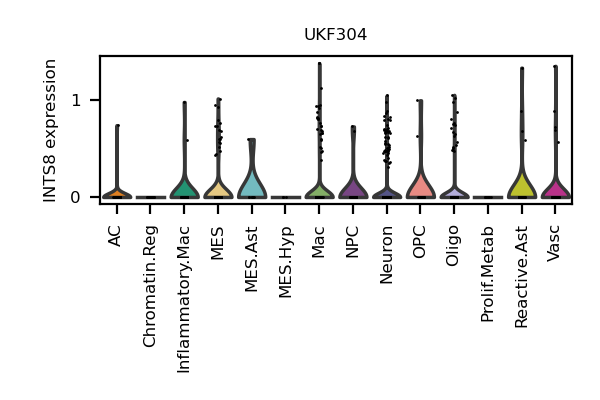 UKF304
INTS8 expression
1
0
AC
Chromatin.Reg
Inflammatory.Mac
MES
MES.Ast
MES.Hyp
Mac
NPC
Neuron
OPC
Oligo
Prolif.Metab
Reactive.Ast
Vasc